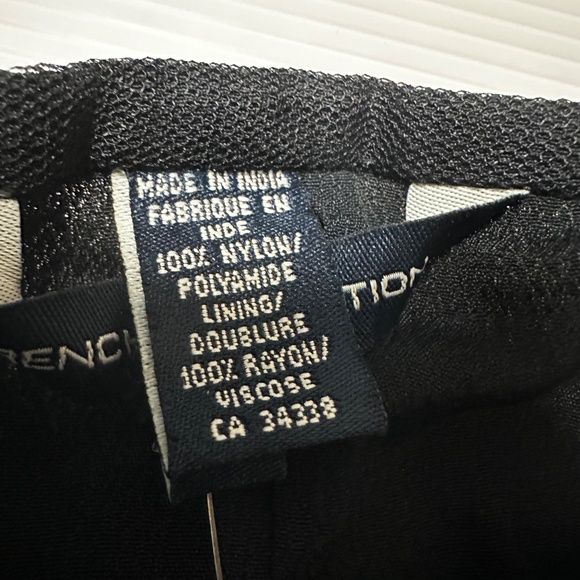 MADE IN INDIA
FABRIQUE EN
INDE
100% NYLON/
POLYAMIDE
LINING/
DOUBLURE
100% RAYON/
VISCOSE
CA 34338
RENCH
TION